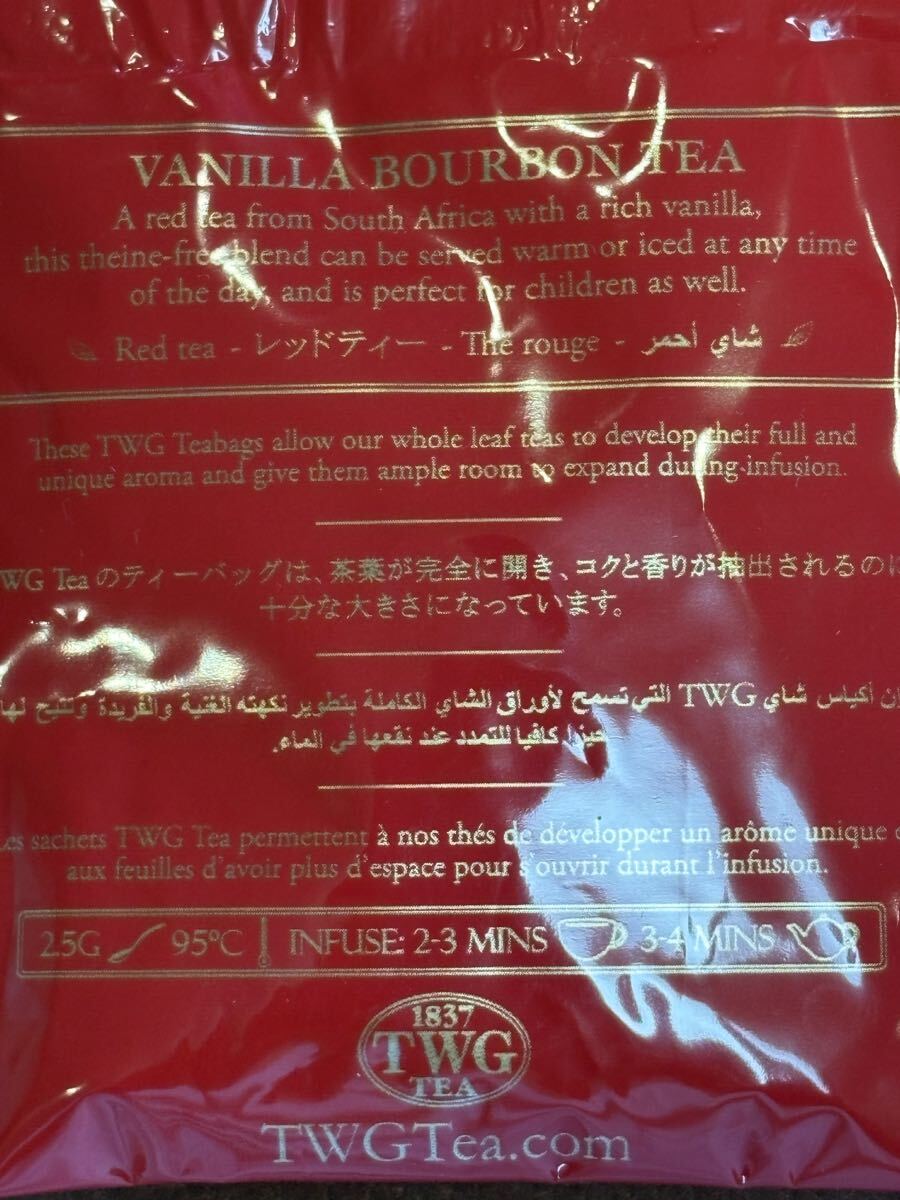 VANILLA BOURBON TEA
A red tea from South Africa with a rich vanilla,
this theine-free blend can be served warm or iced at any time
of the day, and is perfect for children as well.
Red tea - レッドティー - Thé rouge - شاي أحمر
These TWG Teabags allow our whole leaf teas to develop their full and
unique aroma and give them ample room to expand during infusion.
WG Tea のティーバッグは、茶葉が完全に開き、コクと香りが抽出されるのに
十分な大きさになっています。
إن أكياس شاي TWG التي تسمح لأوراق الشاي الكاملة بتطوير نكهته الغنية والفريدة وتتيح لها
حيزا كافيا للتمدد عند نقعها في الماء.
Les sachets TWG Tea permettent à nos thés de développer un arôme unique e
aux feuilles d'avoir plus d'espace pour s'ouvrir durant l'infusion.
2.5G 95°C INFUSE: 2-3 MINS 3-4 MINS
1837
TWG
TEA
TWGTea.com